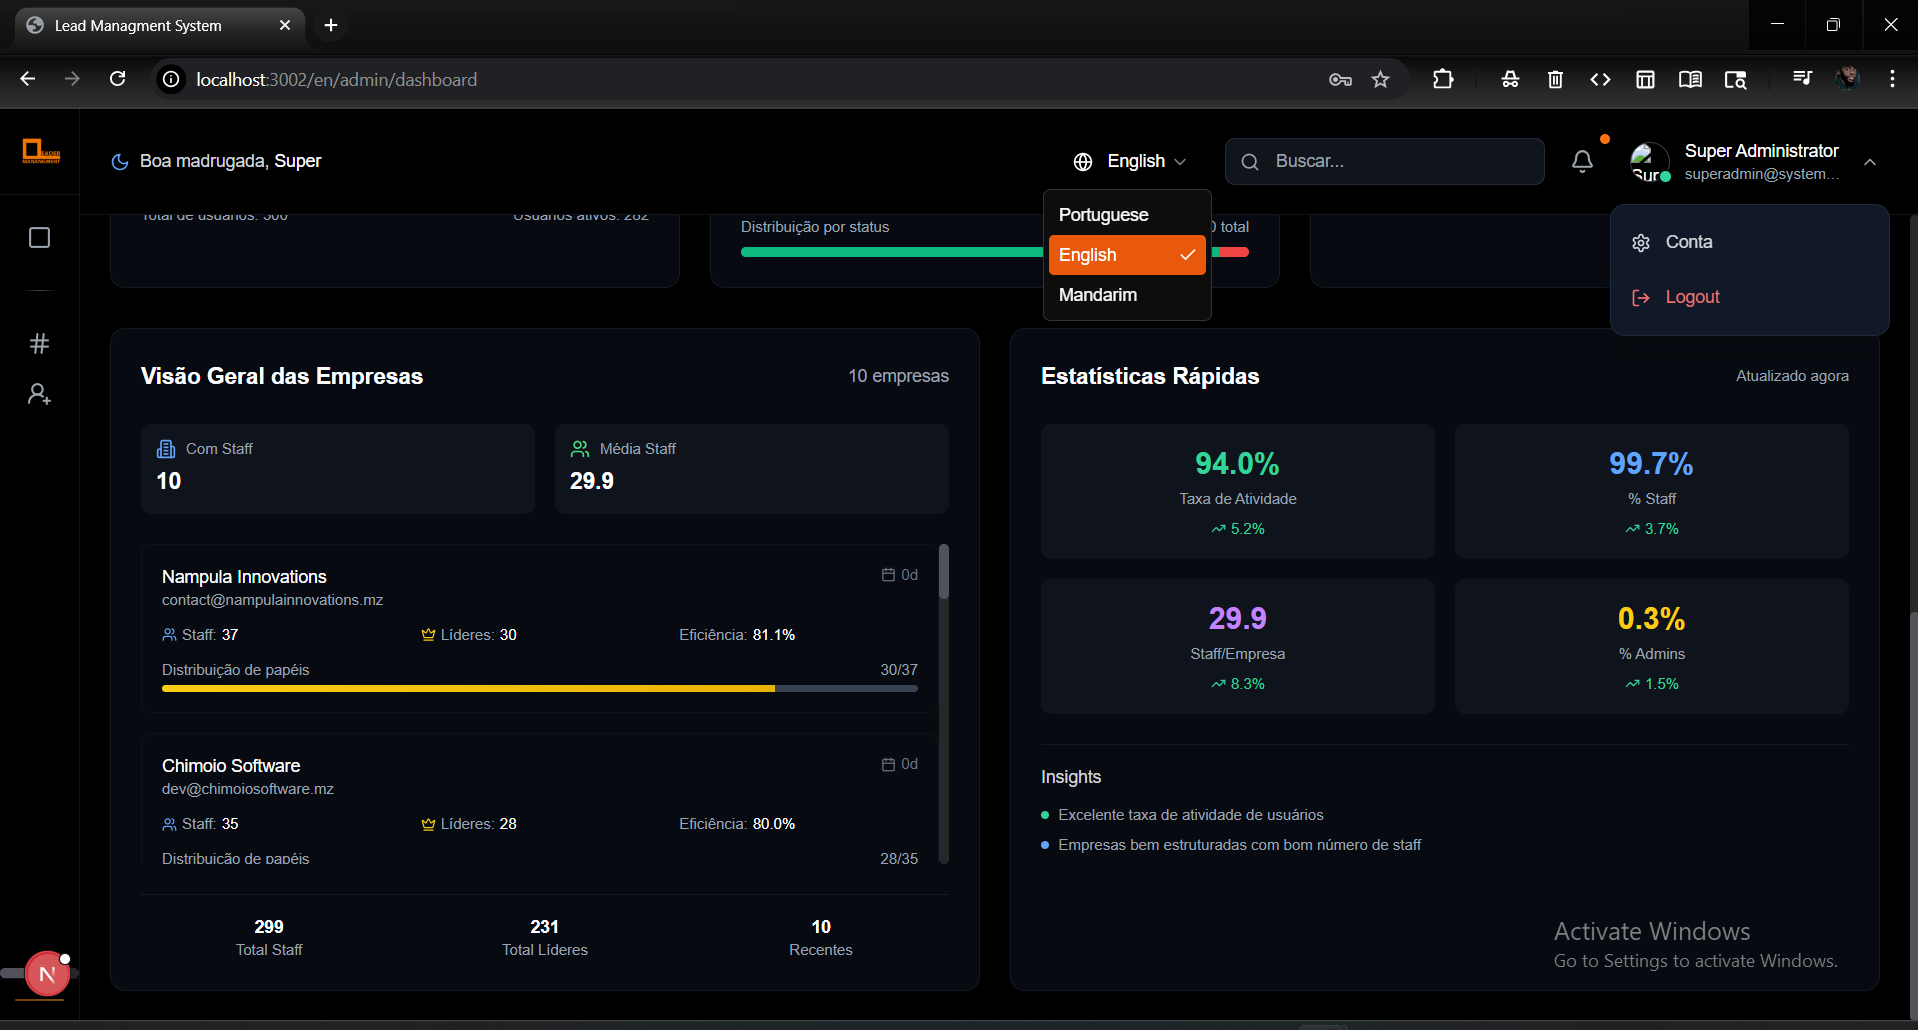 Lead Managment System
localhost:3002/en/admin/dashboard
LEADER
MANANGMENT
Boa madrugada, Super
English
Buscar...
Super Administrator
superadmin@system...
Sur
Portuguese
English
Mandarim
Conta
Logout
Total de usuários: 300
Usuários ativos: 282
Distribuição por status
0 total
Visão Geral das Empresas
10 empresas
Com Staff
10
Média Staff
29.9
Nampula Innovations
0d
contact@nampulainnovations.mz
Staff: 37
Líderes: 30
Eficiência: 81.1%
Distribuição de papéis
30/37
Chimoio Software
0d
dev@chimoiosoftware.mz
Staff: 35
Líderes: 28
Eficiência: 80.0%
Distribuição de papéis
28/35
299
Total Staff
231
Total Líderes
10
Recentes
Estatísticas Rápidas
Atualizado agora
94.0%
Taxa de Atividade
5.2%
99.7%
% Staff
3.7%
29.9
Staff/Empresa
8.3%
0.3%
% Admins
1.5%
Insights
Excelente taxa de atividade de usuários
Empresas bem estruturadas com bom número de staff
Activate Windows
Go to Settings to activate Windows.
N